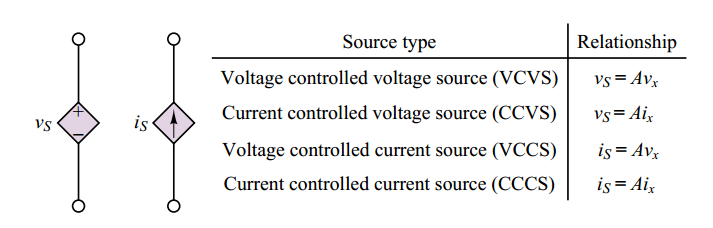 Source type Relationship
Voltage controlled voltage source (VCVS) vS = Avx
Current controlled voltage source (CCVS) vS = Aix
Voltage controlled current source (VCCS) iS = Avx
Current controlled current source (CCCS) iS = Aix
vS + − iS